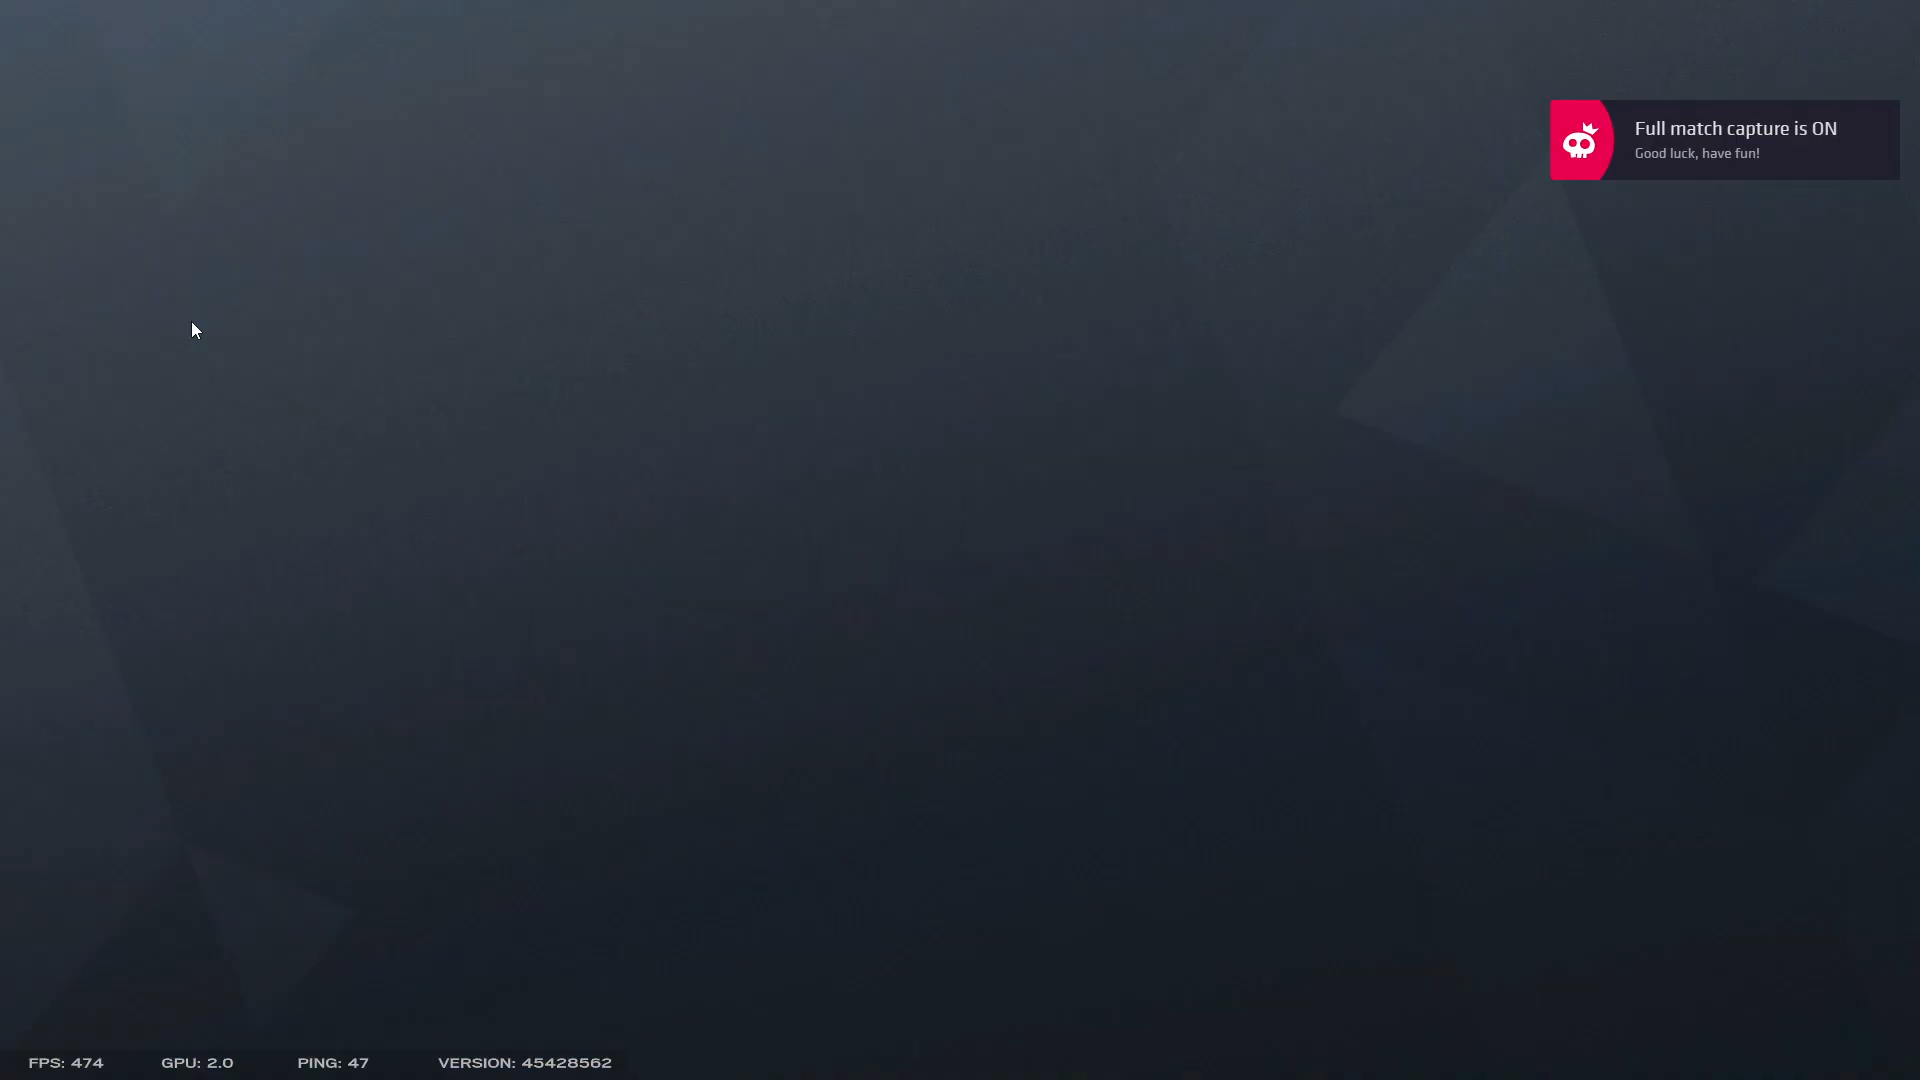 Full match capture is ON
Good luck, have fun!
FPS: 474 GPU: 2.0 PING: 47 VERSION: 45428562